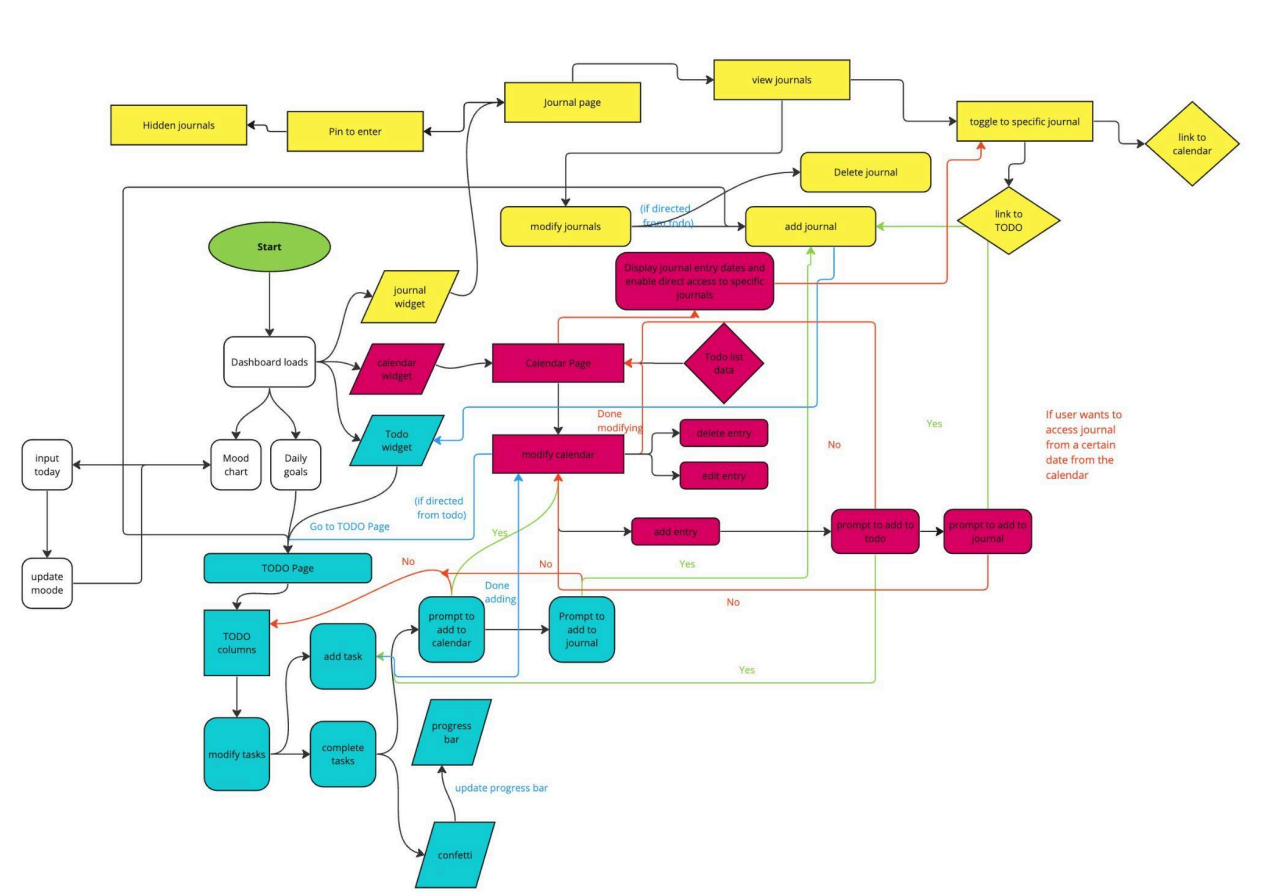 view journals
Journal page
Hidden journals
Pin to enter
toggle to specific journal
link to
calendar
Delete journal
(if directed
from todo)
modify journals
add journal
link to
TODO
Start
Display journal entry dates and
enable direct access to specific
journals
journal
widget
Dashboard loads
calendar
widget
Calendar Page
Todo list
data
Done
modifying
Todo
widget
delete entry
No
Yes
If user wants to
access journal
from a certain
date from the
calendar
input
today
Mood
chart
Daily
goals
modify calendar
edit entry
(if directed
from todo)
Go to TODO Page
Yes
add entry
prompt to add to
todo
prompt to add to
journal
TODO Page
No
No
Yes
update
moode
Done
adding
No
prompt to
add to
calendar
Prompt to
add to
journal
TODO
columns
add task
Yes
modify tasks
complete
tasks
progress
bar
update progress bar
confetti